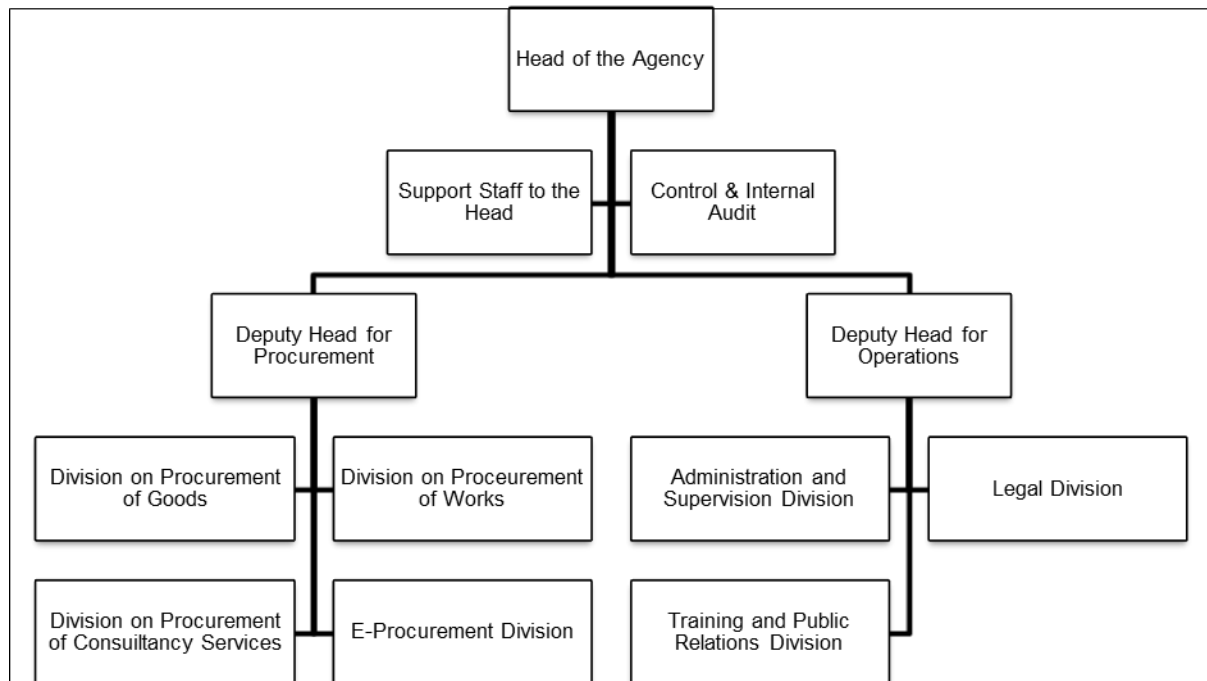 Head of the Agency
Support Staff to the
Head
Control & Internal
Audit
Deputy Head for
Procurement
Deputy Head for
Operations
Division on Procurement
of Goods
Division on Proceurement
of Works
Administration and
Supervision Division
Legal Division
Division on Procurement
of Consuiltancy Services
E-Procurement Division
Training and Public
Relations Division